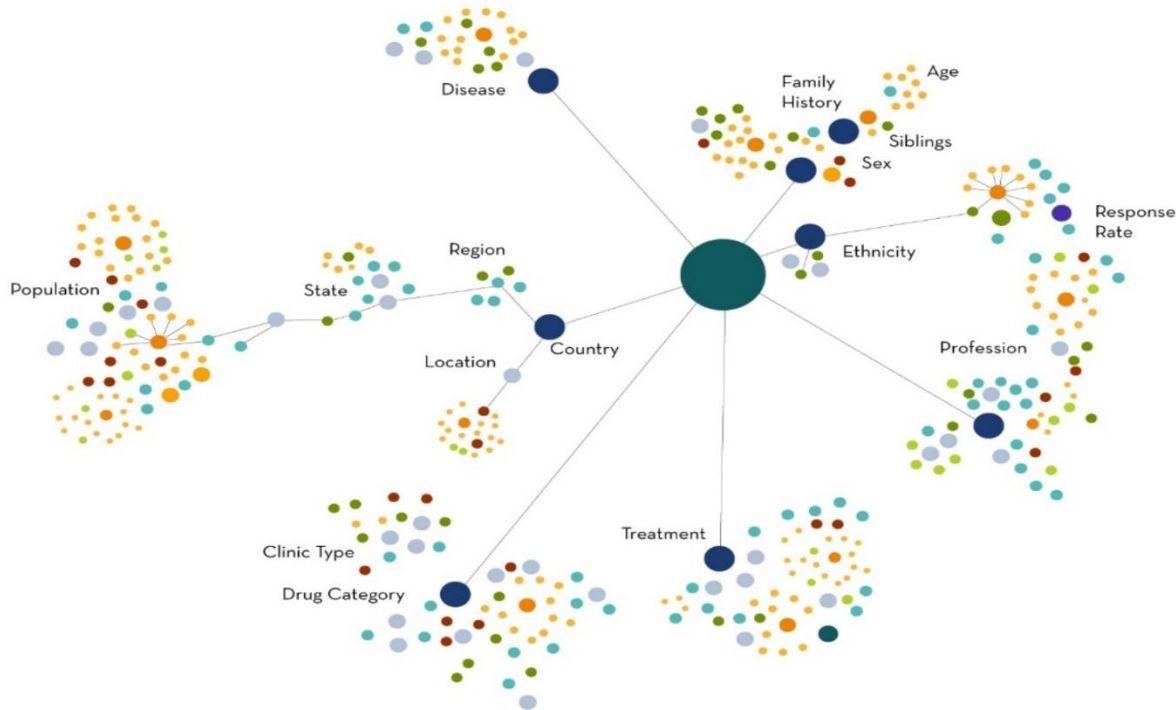 Age
Family
History
Disease
Siblings
Sex
Response
Rate
Region
Ethnicity
Population
State
Country
Profession
Location
Treatment
Clinic Type
Drug Category